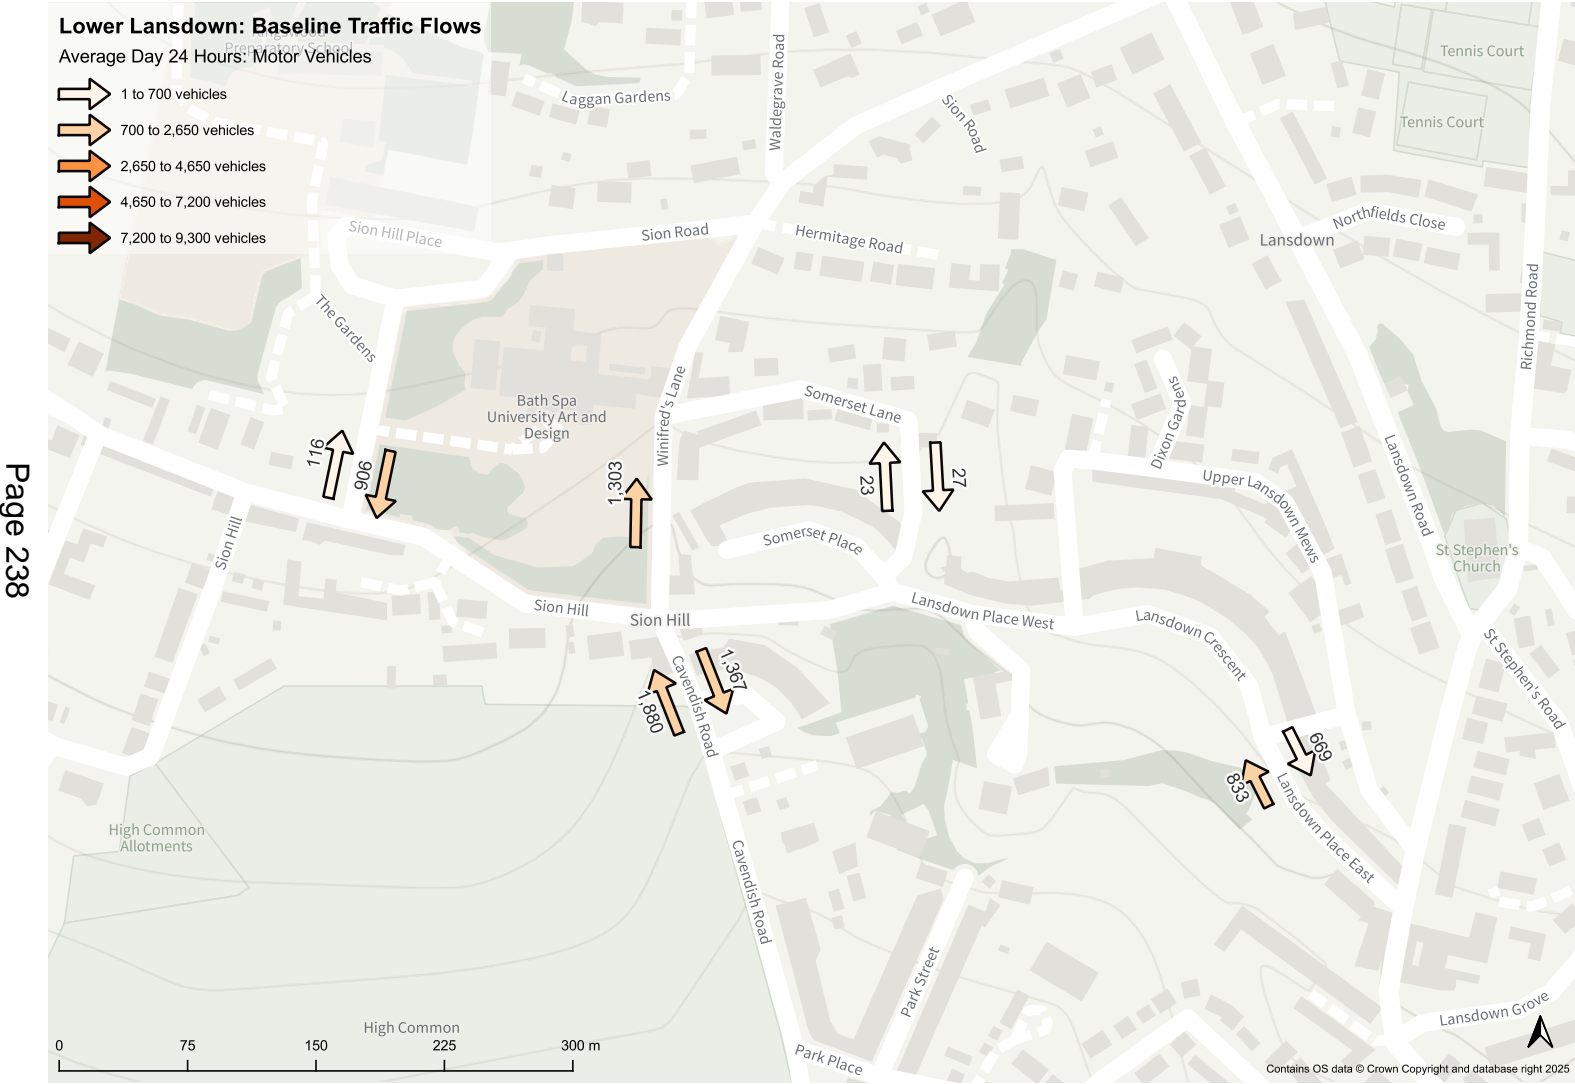 Lower Lansdown: Baseline Traffic Flows
Kingswood
Preparatory School
Average Day 24 Hours: Motor Vehicles
1 to 700 vehicles
700 to 2,650 vehicles
2,650 to 4,650 vehicles
4,650 to 7,200 vehicles
7,200 to 9,300 vehicles
Laggan Gardens
Waldegrave Road
Sion Road
Tennis Court
Tennis Court
Sion Hill Place
Sion Road
Hermitage Road
Northfields Close
Lansdown
Richmond Road
The Gardens
Bath Spa
University Art and
Design
Winifred's Lane
Somerset Lane
Dixon Gardens
Upper Lansdown Mews
Lansdown Road
116
906
1,303
23
27
Somerset Place
St Stephen's
Church
Sion Hill
Sion Hill
Sion Hill
Lansdown Place West
Lansdown Crescent
St Stephen's Road
Cavendish Road
1,367
1,880
669
833
Lansdown Place East
High Common
Allotments
Cavendish Road
Park Street
Park Place
Lansdown Grove
High Common
0 75 150 225 300 m
Contains OS data © Crown Copyright and database right 2025
Page 238